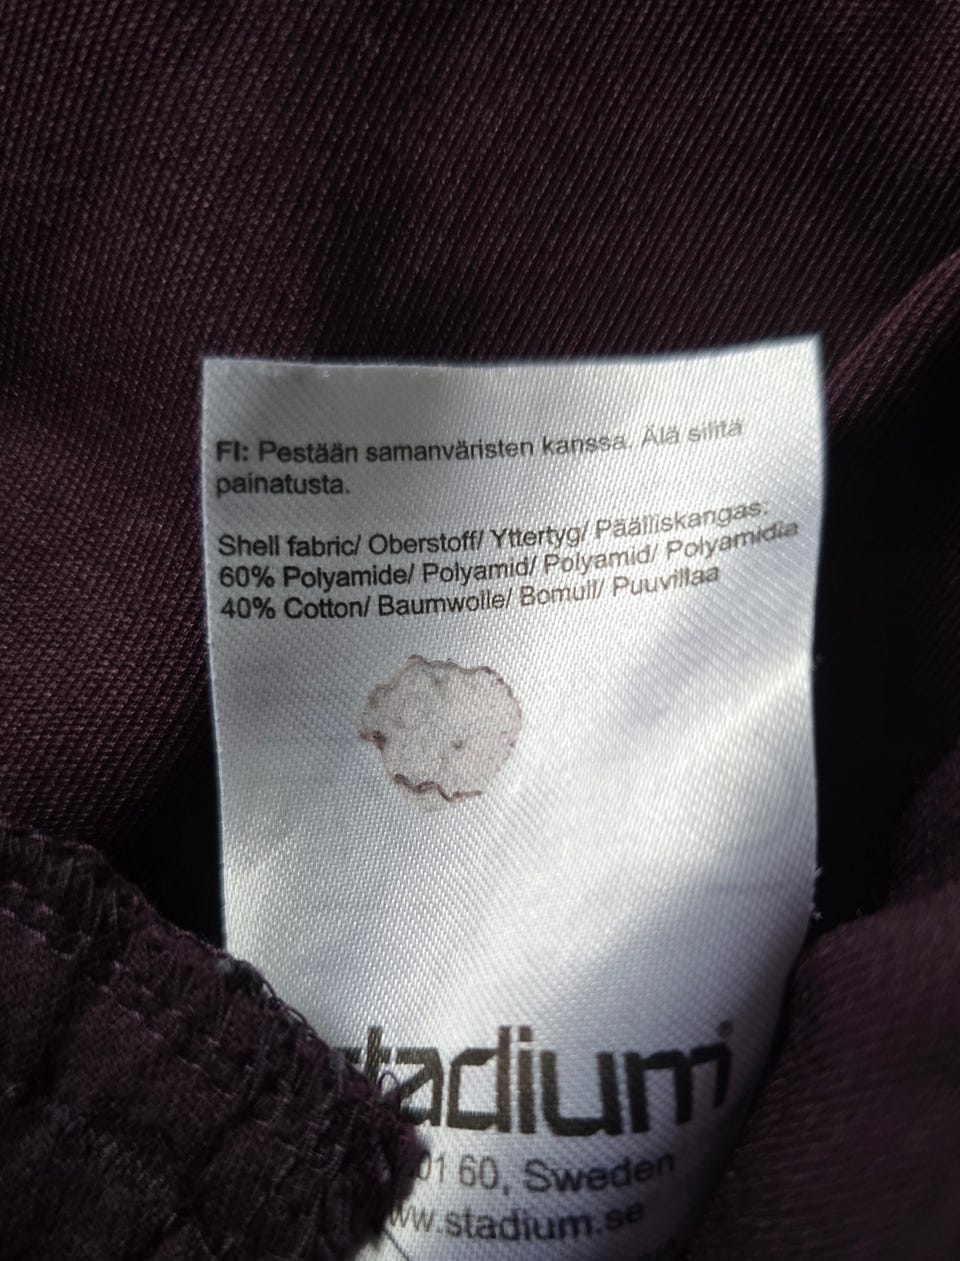 FI: Pestään samanväristen kanssa. Älä silitä
painatusta.
Shell fabric/ Oberstoff/ Yttertyg/ Päälliskangas:
60% Polyamide/ Polyamid/ Polyamid/ Polyamidia
40% Cotton/ Baumwolle/ Bomull/ Puuvillaa
stadium®
01 60, Sweden
www.stadium.se